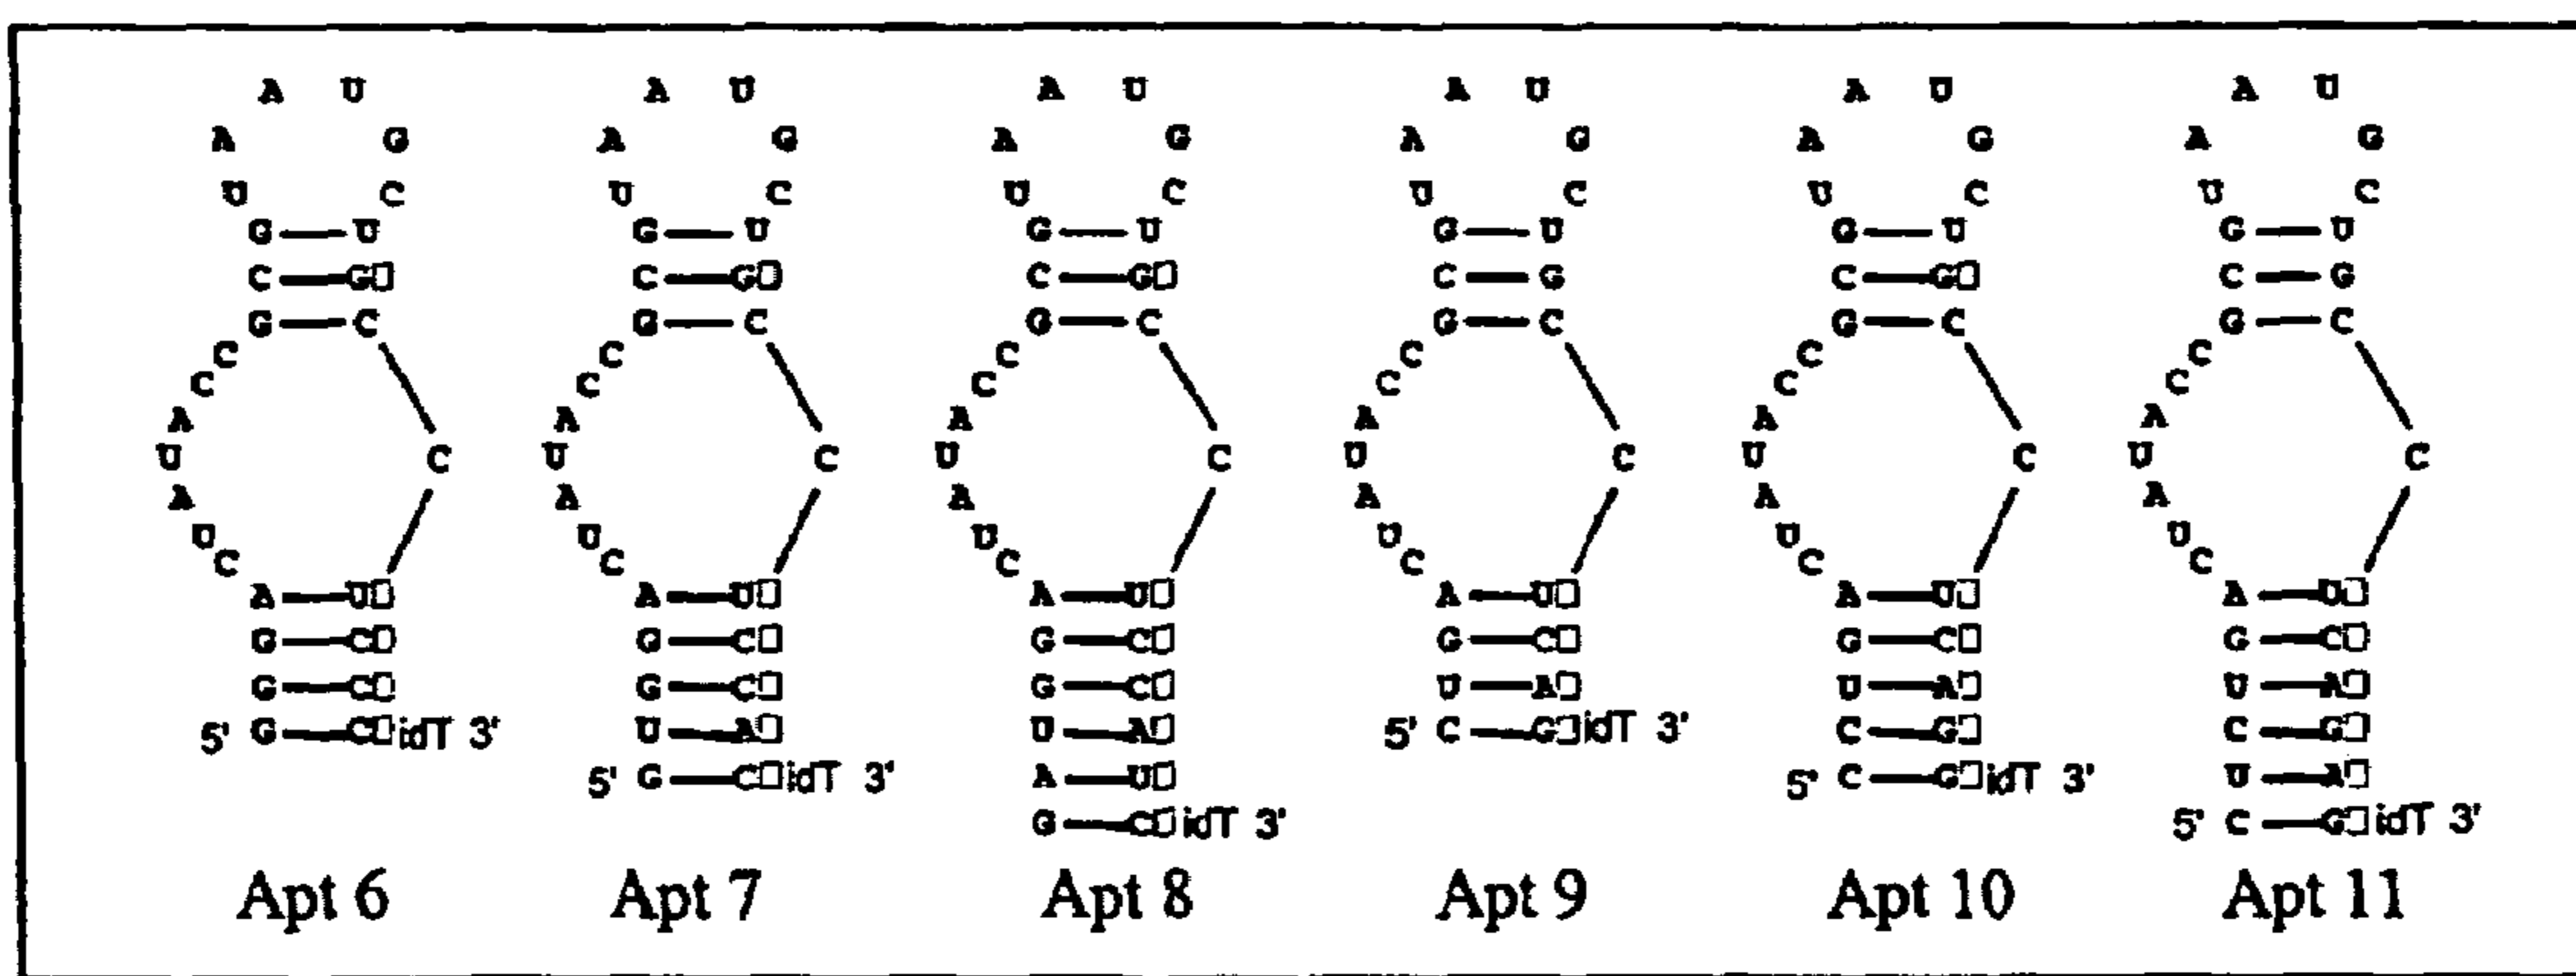 A U A U A U A U A U A U
A G A G A G A G A G A G
U C U C U C U C U C U C
G—U G—U G—U G—U G—U G—U
C—G□ C—G□ C—G□ C—G C—G□ C—G
G—C G—C G—C G—C G—C G—C
C C C C C C
C C C C C C
A A A A A A
U C U C U C U C U C U C
A A A A A A
U U U U U U
C C C C C C
A—U□ A—U□ A—U□ A—U□ A—U□ A—U□
G—C□ G—C□ G—C□ G—C□ G—C□ G—C□
G—C□ G—C□ G—C□ U—A□ U—A□ U—A□
5' G—C□idT 3' U—A□ U—A□ 5' C—G□idT 3' C—G□ C—G□
5' G—C□idT 3' A—U□ 5' C—G□idT 3' U—A□
G—C□idT 3' 5' C—G□idT 3'
Apt 6 Apt 7 Apt 8 Apt 9 Apt 10 Apt 11